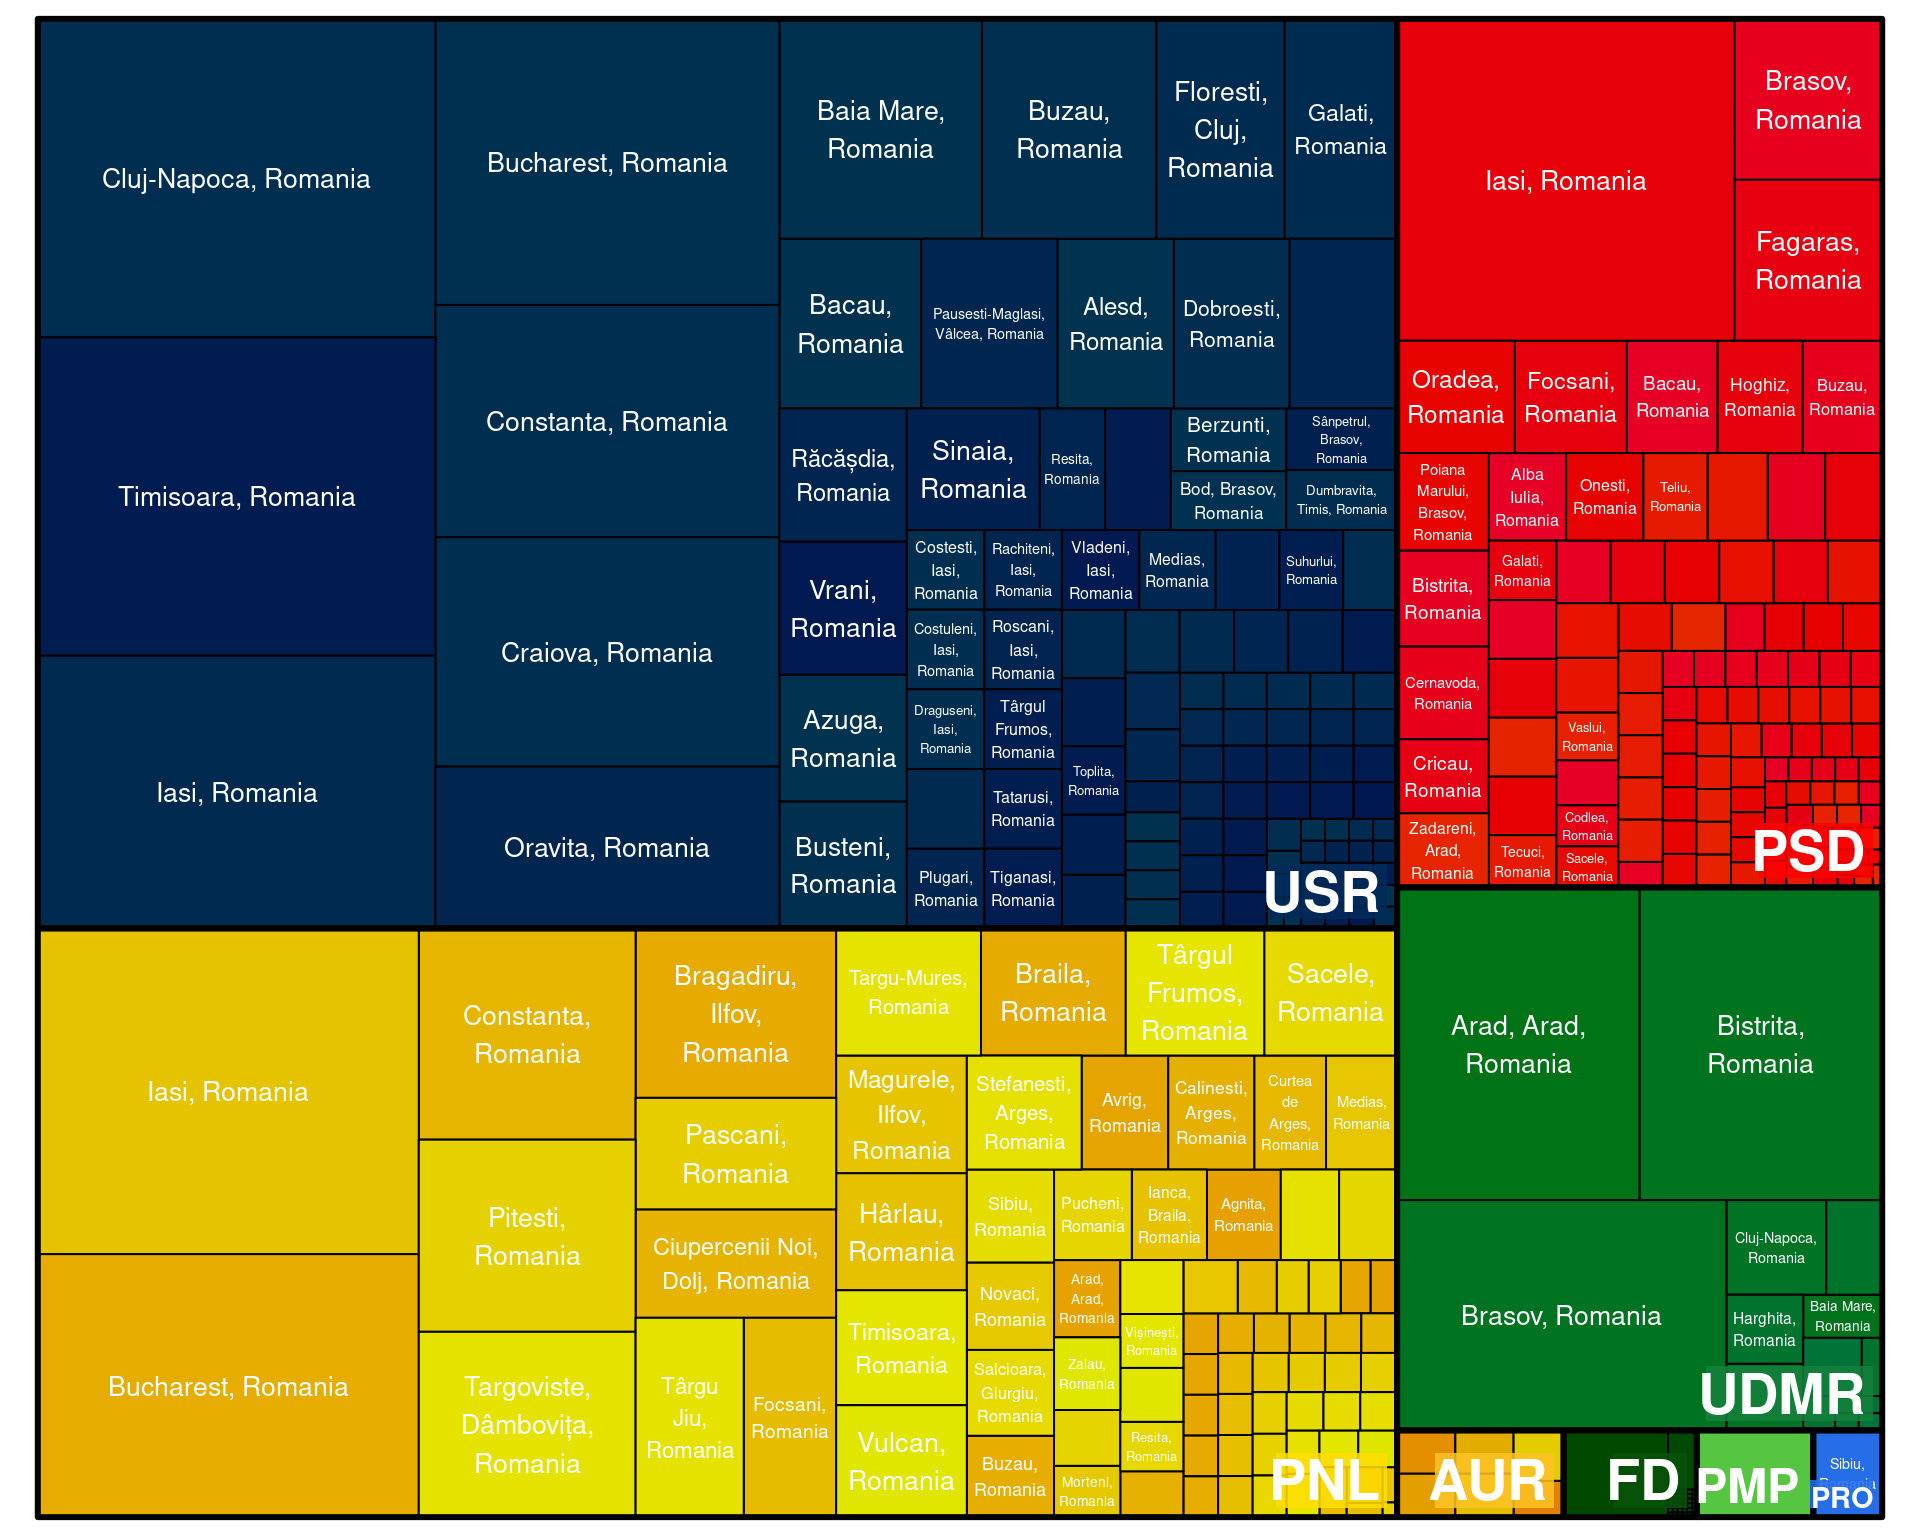 Cluj-Napoca, Romania
Timisoara, Romania
Iasi, Romania
Bucharest, Romania
Constanta, Romania
Craiova, Romania
Oravita, Romania
Baia Mare,
Romania
Buzau,
Romania
Floresti,
Cluj,
Romania
Galati,
Romania
Bacau,
Romania
Pausesti-Maglasi,
Vâlcea, Romania
Alesd,
Romania
Dobroesti,
Romania
Răcășdia,
Romania
Vrani,
Romania
Azuga,
Romania
Busteni,
Romania
Sinaia,
Romania
Resita,
Romania
Berzunti,
Romania
Bod, Brasov,
Romania
Sânpetrul,
Brasov,
Romania
Dumbravita,
Timis, Romania
Costesti,
Iasi,
Romania
Rachiteni,
Iasi,
Romania
Vladeni,
Iasi,
Romania
Medias,
Romania
Suhurlui,
Romania
Costuleni,
Iasi,
Romania
Roscani,
Iasi,
Romania
Draguseni,
Iasi,
Romania
Târgul
Frumos,
Romania
Toplita,
Romania
Tatarusi,
Romania
Plugari,
Romania
Tiganasi,
Romania
USR
Iasi, Romania
Brasov,
Romania
Fagaras,
Romania
Oradea,
Romania
Focsani,
Romania
Bacau,
Romania
Hoghiz,
Romania
Buzau,
Romania
Poiana
Marului,
Brasov,
Romania
Alba
Iulia,
Romania
Onesti,
Romania
Teliu,
Romania
Bistrita,
Romania
Galati,
Romania
Cernavoda,
Romania
Vaslui,
Romania
Cricau,
Romania
Codlea,
Romania
Zadareni,
Arad,
Romania
Tecuci,
Romania
Sacele,
Romania
PSD
Iasi, Romania
Bucharest, Romania
Constanta,
Romania
Pitesti,
Romania
Targoviste,
Dâmbovița,
Romania
Bragadiru,
Ilfov,
Romania
Pascani,
Romania
Ciupercenii Noi,
Dolj, Romania
Târgu
Jiu,
Romania
Focsani,
Romania
Targu-Mures,
Romania
Braila,
Romania
Târgul
Frumos,
Romania
Sacele,
Romania
Magurele,
Ilfov,
Romania
Stefanesti,
Arges,
Romania
Avrig,
Romania
Calinesti,
Arges,
Romania
Curtea
de
Arges,
Romania
Medias,
Romania
Hârlau,
Romania
Sibiu,
Romania
Pucheni,
Romania
Ianca,
Braila,
Romania
Agnita,
Romania
Timisoara,
Romania
Novaci,
Romania
Arad,
Arad,
Romania
Vișinești,
Romania
Zalau,
Romania
Salcioara,
Giurgiu,
Romania
Vulcan,
Romania
Buzau,
Romania
Resita,
Romania
Morteni,
Romania
PNL
Arad, Arad,
Romania
Bistrita,
Romania
Brasov, Romania
Cluj-Napoca,
Romania
Harghita,
Romania
Baia Mare,
Romania
UDMR
AUR
FD
PMP
Sibiu,
Romania
PRO